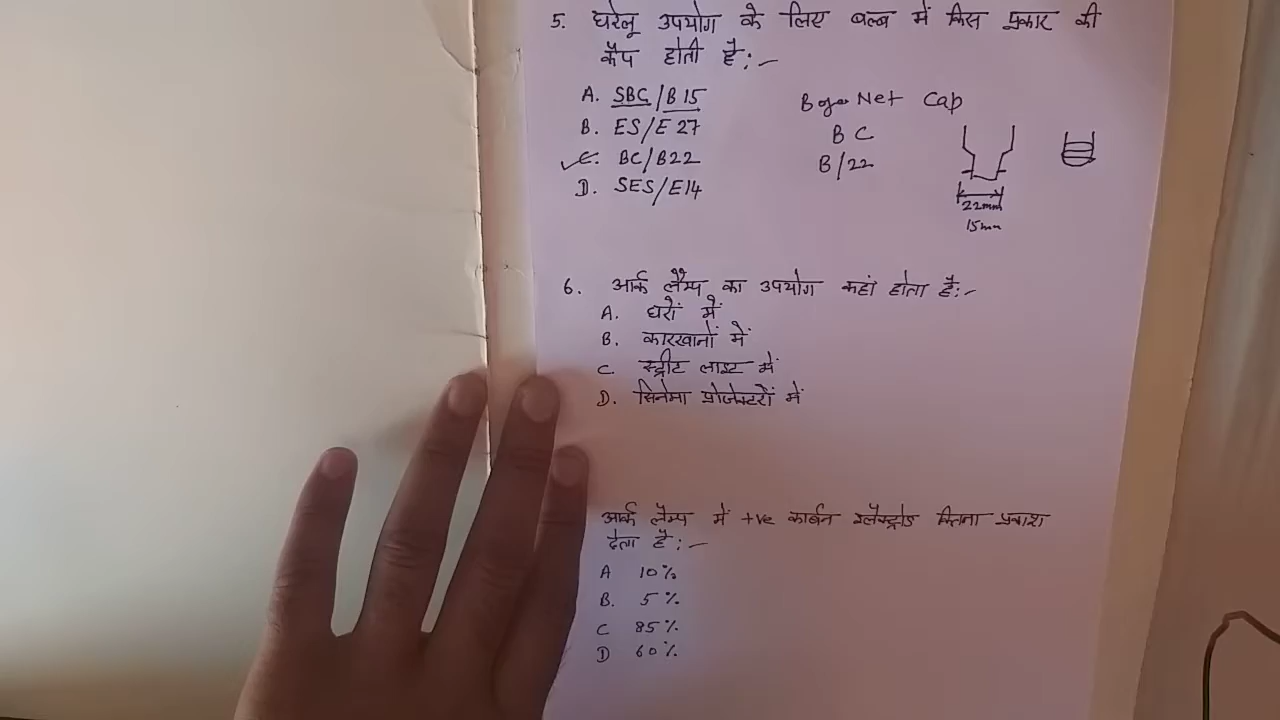 5. घरेलू उपयोग के लिए बल्ब में किस प्रकार की
कैप होती है:-
A. SBC/B15
B. ES/E27
C. BC/B22
D. SES/E14
Net Cap
BC
B/22
22mm
15mm
6. आर्क लैम्प का उपयोग कहां होता है:-
A. घरों में
B. कारखानों में
C. स्ट्रीट लाइट में
D. सिनेमा प्रोजेक्टरों में
आर्क लैम्प में +ve कार्बन इलैक्ट्रोड कितना प्रकाश
देता है:-
A 10%
B. 5%
C 85%
D 60%